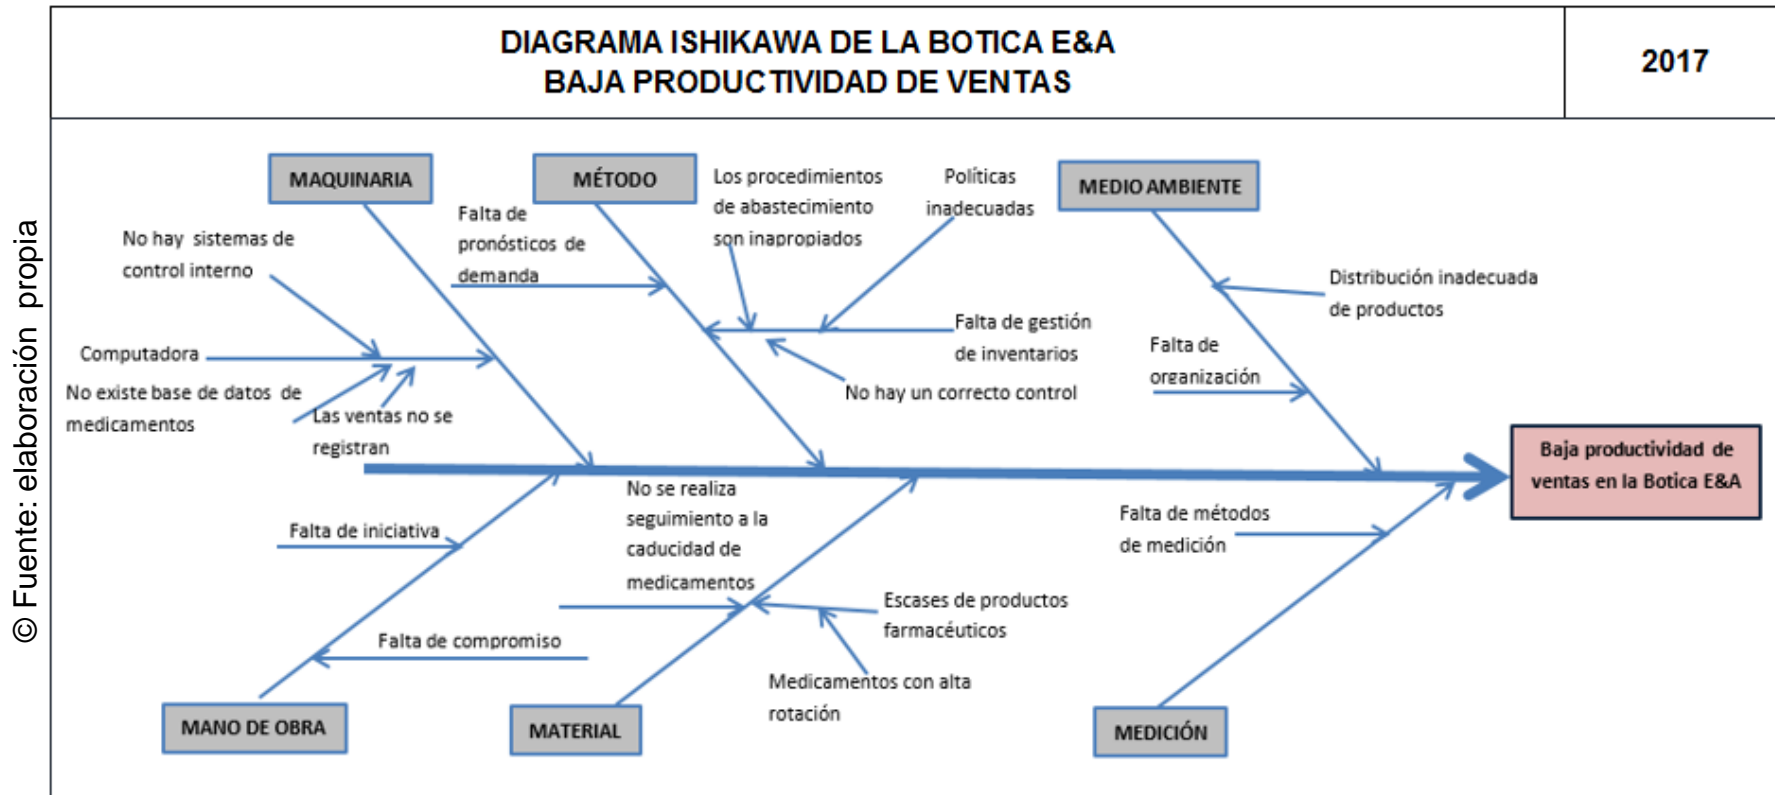 DIAGRAMA ISHIKAWA DE LA BOTICA E&A
BAJA PRODUCTIVIDAD DE VENTAS
2017
© Fuente: elaboración propia
MAQUINARIA
No hay sistemas de
control interno
Computadora
No existe base de datos de
medicamentos
Las ventas no se
registran
MÉTODO
Falta de
pronósticos de
demanda
Los procedimientos
de abastecimiento
son inapropiados
Políticas
inadecuadas
Falta de gestión
de inventarios
No hay un correcto control
MEDIO AMBIENTE
Distribución inadecuada
de productos
Falta de
organización
Baja productividad de
ventas en la Botica E&A
Falta de iniciativa
Falta de compromiso
MANO DE OBRA
No se realiza
seguimiento a la
caducidad de
medicamentos
Escases de productos
farmacéuticos
Medicamentos con alta
rotación
MATERIAL
Falta de métodos
de medición
MEDICIÓN